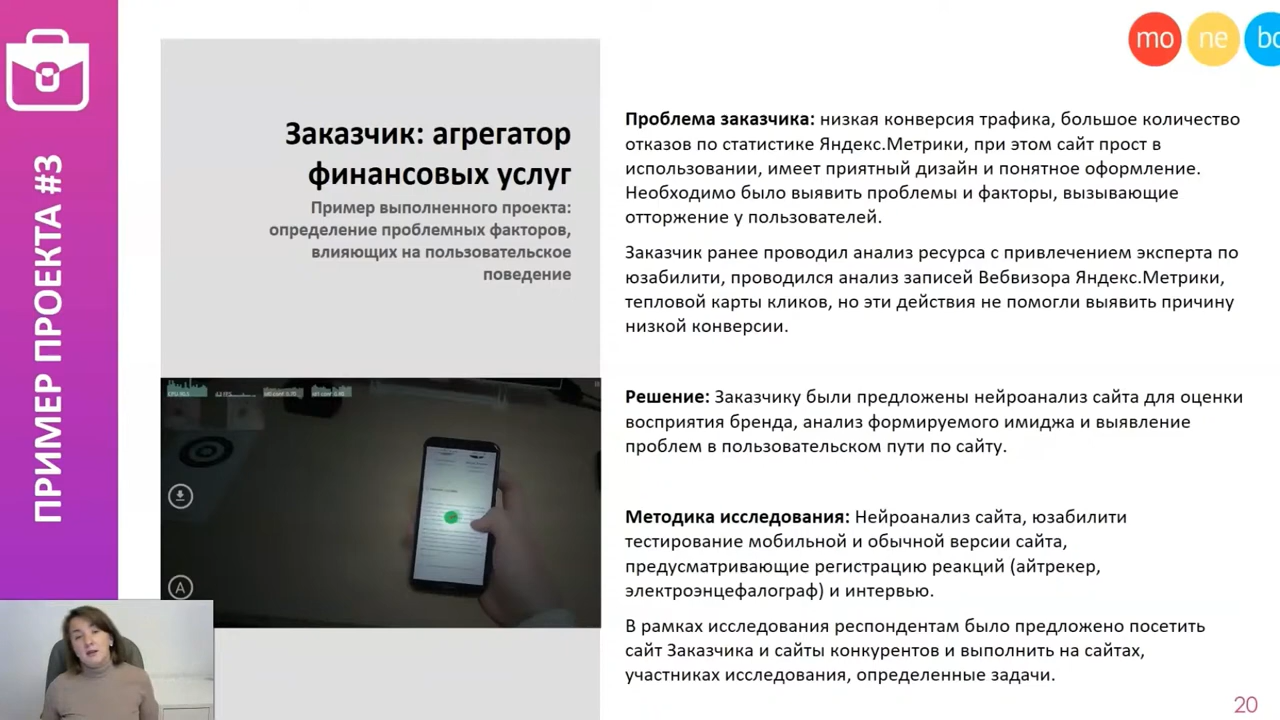 ПРИМЕР ПРОЕКТА #3
mo ne bo
Заказчик: агрегатор
финансовых услуг
Пример выполненного проекта:
определение проблемных факторов,
влияющих на пользовательское
поведение
A
Проблема заказчика: низкая конверсия трафика, большое количество
отказов по статистике Яндекс.Метрики, при этом сайт прост в
использовании, имеет приятный дизайн и понятное оформление.
Необходимо было выявить проблемы и факторы, вызывающие
отторжение у пользователей.
Заказчик ранее проводил анализ ресурса с привлечением эксперта по
юзабилити, проводился анализ записей Вебвизора Яндекс.Метрики,
тепловой карты кликов, но эти действия не помогли выявить причину
низкой конверсии.
Решение: Заказчику были предложены нейроанализ сайта для оценки
восприятия бренда, анализ формируемого имиджа и выявление
проблем в пользовательском пути по сайту.
Методика исследования: Нейроанализ сайта, юзабилити
тестирование мобильной и обычной версии сайта,
предусматривающие регистрацию реакций (айтрекер,
электроэнцефалограф) и интервью.
В рамках исследования респондентам было предложено посетить
сайт Заказчика и сайты конкурентов и выполнить на сайтах,
участниках исследования, определенные задачи.
20